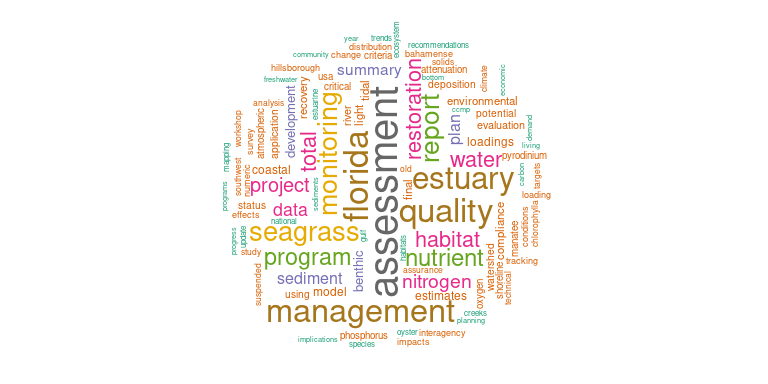 year
trends
ecosystem
recommendations
distribution
community
change
criteria
bahamense
solids
hillsborough
summary
attenuation
bottom
freshwater
usa
critical
tidal
deposition
climate
economic
recovery
estuarine
light
river
restoration
report
environmental
ccmp
potential
analysis
application
development
monitoring
plan
evaluation
demand
workshop
survey
atmospheric
total
florida
assessment
loadings
living
mapping
southwest
numeric
coastal
water
pyrodinium
old
estuary
carbon
targets
programs
project
sediments
final
loading
status
data
quality
effects
national
compliance
manatee
conditions
chlorophylla
progress
update
seagrass
gulf
habitats
habitat
study
program
benthic
nutrient
watershed
tracking
suspended
sediment
assurance
nitrogen
shoreline
technical
using
model
estimates
oxygen
management
creeks
planning
implications
phosphorus
species
oyster
interagency
impacts